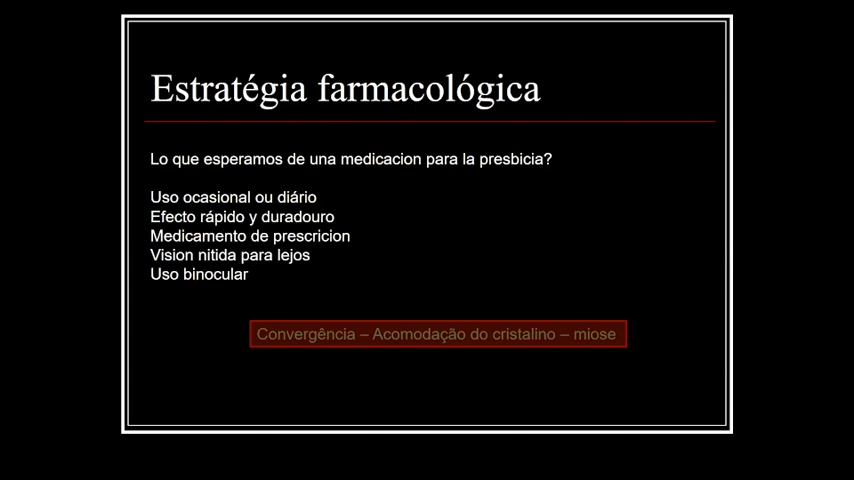 Estratégia farmacológica
Lo que esperamos de una medicacion para la presbicia?
Uso ocasional ou diário
Efecto rápido y duradouro
Medicamento de prescricion
Vision nitida para lejos
Uso binocular
Convergência – Acomodação do cristalino – miose